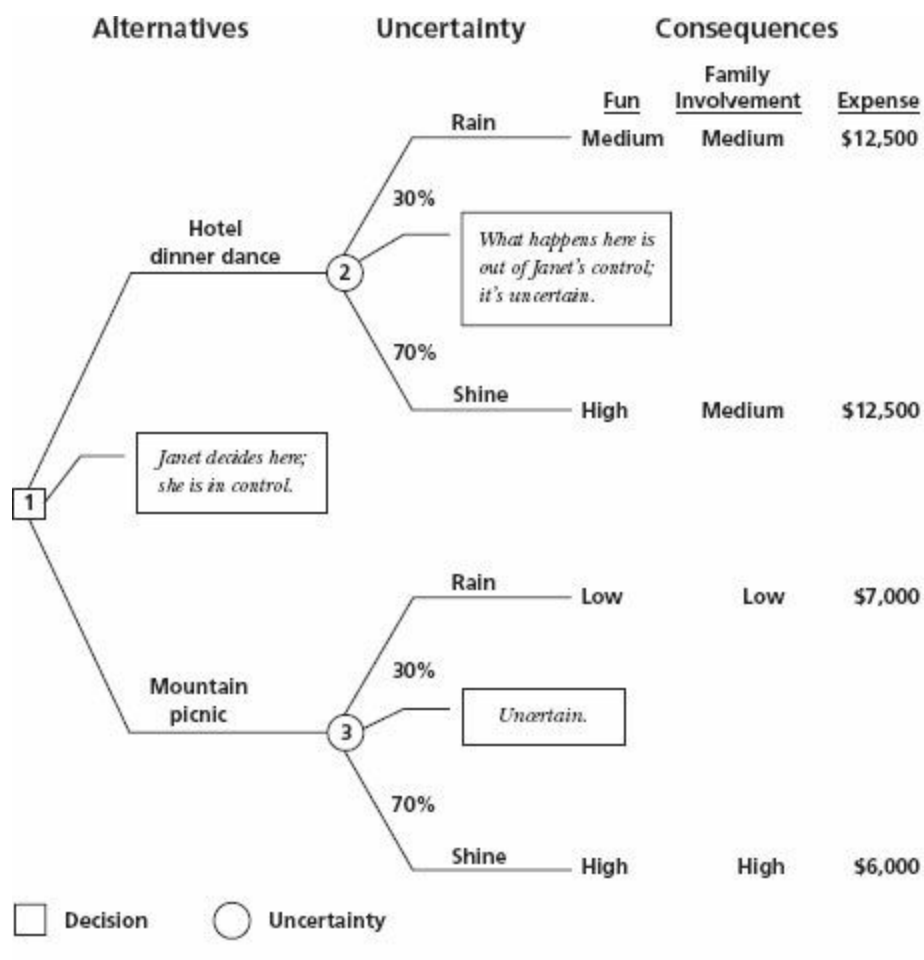 Alternatives Uncertainty Consequences
Family
Fun Involvement Expense
Rain
Medium Medium $12,500
30%
Hotel
dinner dance
What happens here is
out of Janet's control;
it's uncertain.
2
70%
Shine
High Medium $12,500
Janet decides here;
she is in control.
1
Rain
Low Low $7,000
30%
Mountain
picnic
Uncertain.
3
70%
Shine
High High $6,000
Decision Uncertainty